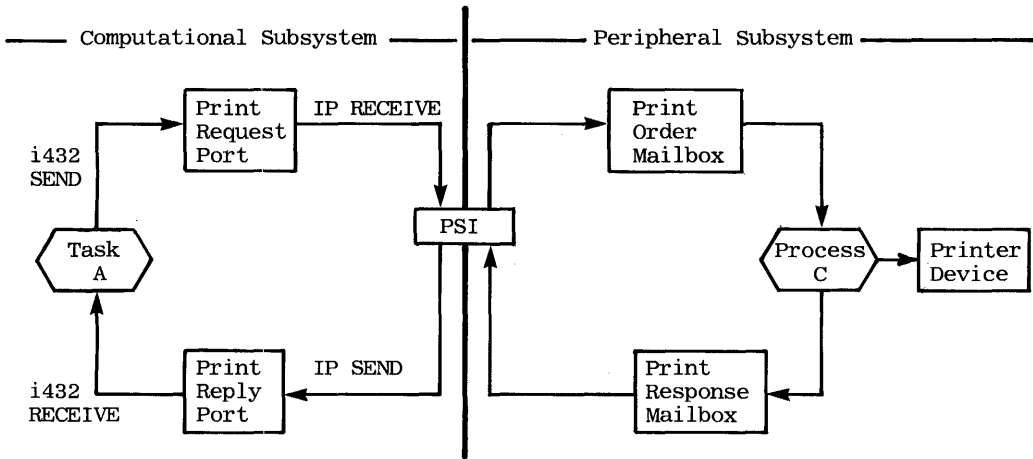 Computational Subsystem
Peripheral Subsystem
Print
Request
Port
IP RECEIVE
Print
Order
Mailbox
i432
SEND
PSI
Task
A
Process
C
Printer
Device
Print
Reply
Port
IP SEND
Print
Response
Mailbox
i432
RECEIVE